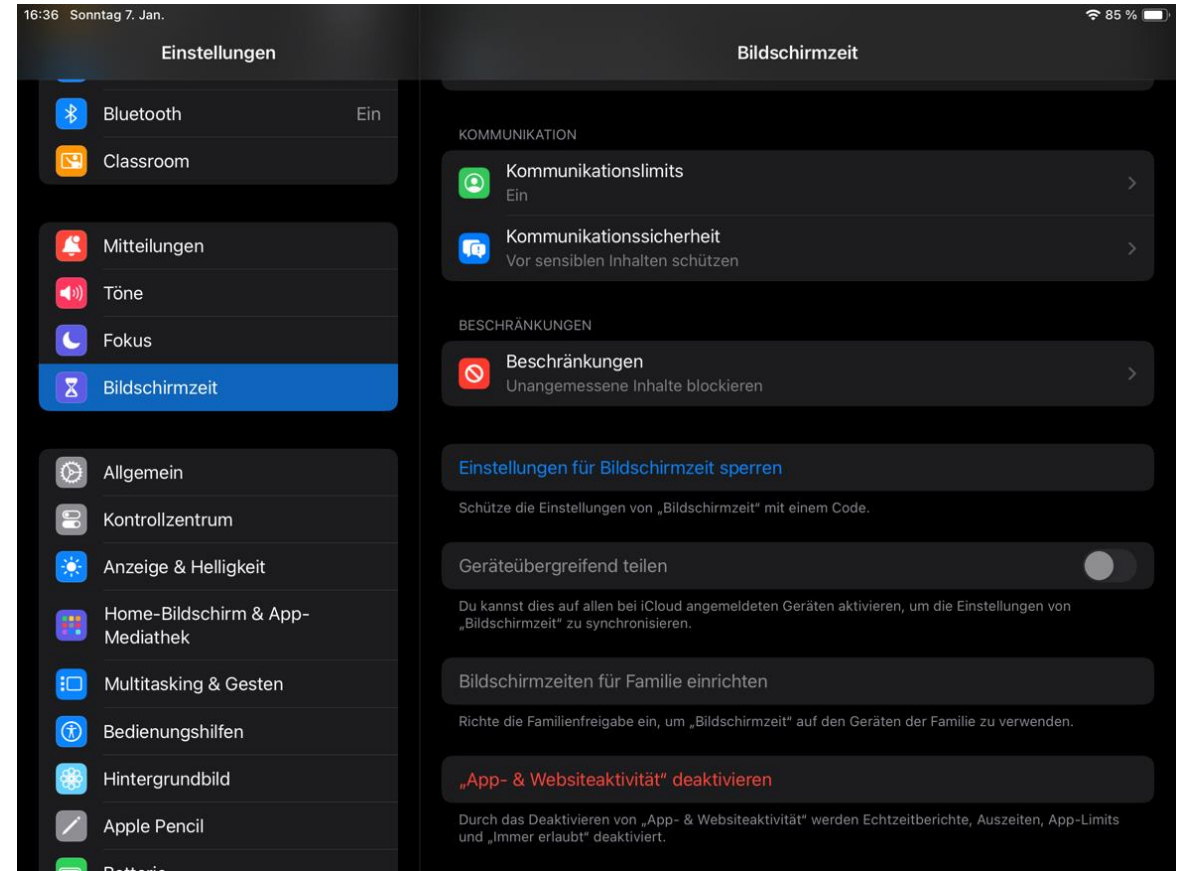 16:36 Sonntag 7. Jan.
85 %
Einstellungen
Bluetooth Ein
Classroom
Mitteilungen
Töne
Fokus
Bildschirmzeit
Allgemein
Kontrollzentrum
Anzeige & Helligkeit
Home-Bildschirm & App-
Mediathek
Multitasking & Gesten
Bedienungshilfen
Hintergrundbild
Apple Pencil
Bildschirmzeit
KOMMUNIKATION
Kommunikationslimits
Ein
Kommunikationssicherheit
Vor sensiblen Inhalten schützen
BESCHRÄNKUNGEN
Beschränkungen
Unangemessene Inhalte blockieren
Einstellungen für Bildschirmzeit sperren
Schütze die Einstellungen von „Bildschirmzeit“ mit einem Code.
Geräteübergreifend teilen
Du kannst dies auf allen bei iCloud angemeldeten Geräten aktivieren, um die Einstellungen von
„Bildschirmzeit“ zu synchronisieren.
Bildschirmzeiten für Familie einrichten
Richte die Familienfreigabe ein, um „Bildschirmzeit“ auf den Geräten der Familie zu verwenden.
„App- & Websiteaktivität“ deaktivieren
Durch das Deaktivieren von „App- & Websiteaktivität“ werden Echtzeitberichte, Auszeiten, App-Limits
und „Immer erlaubt“ deaktiviert.